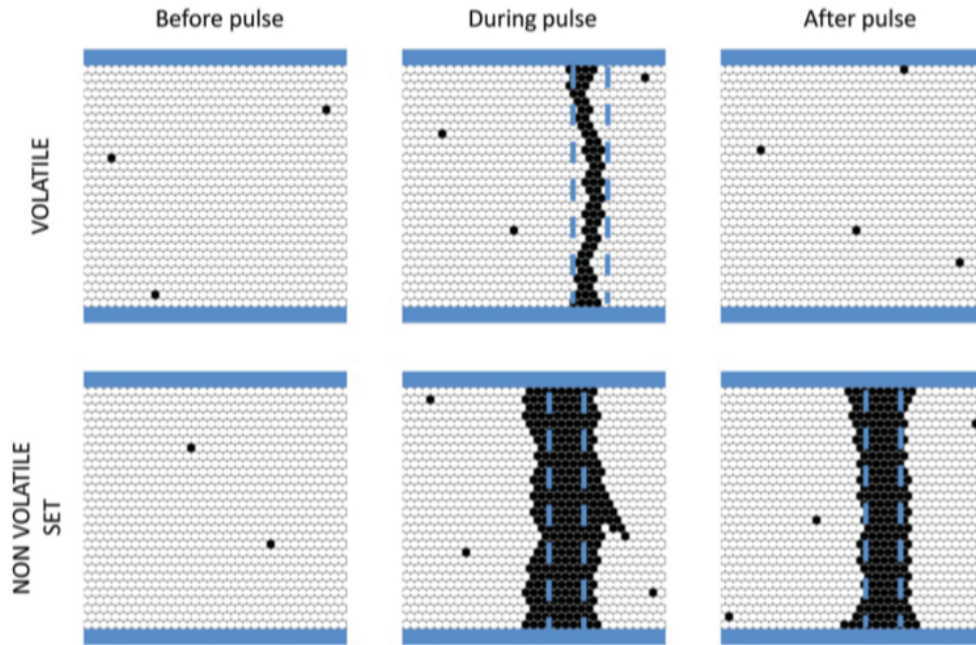 Before pulse
During pulse
After pulse
VOLATILE
NON VOLATILE
SET